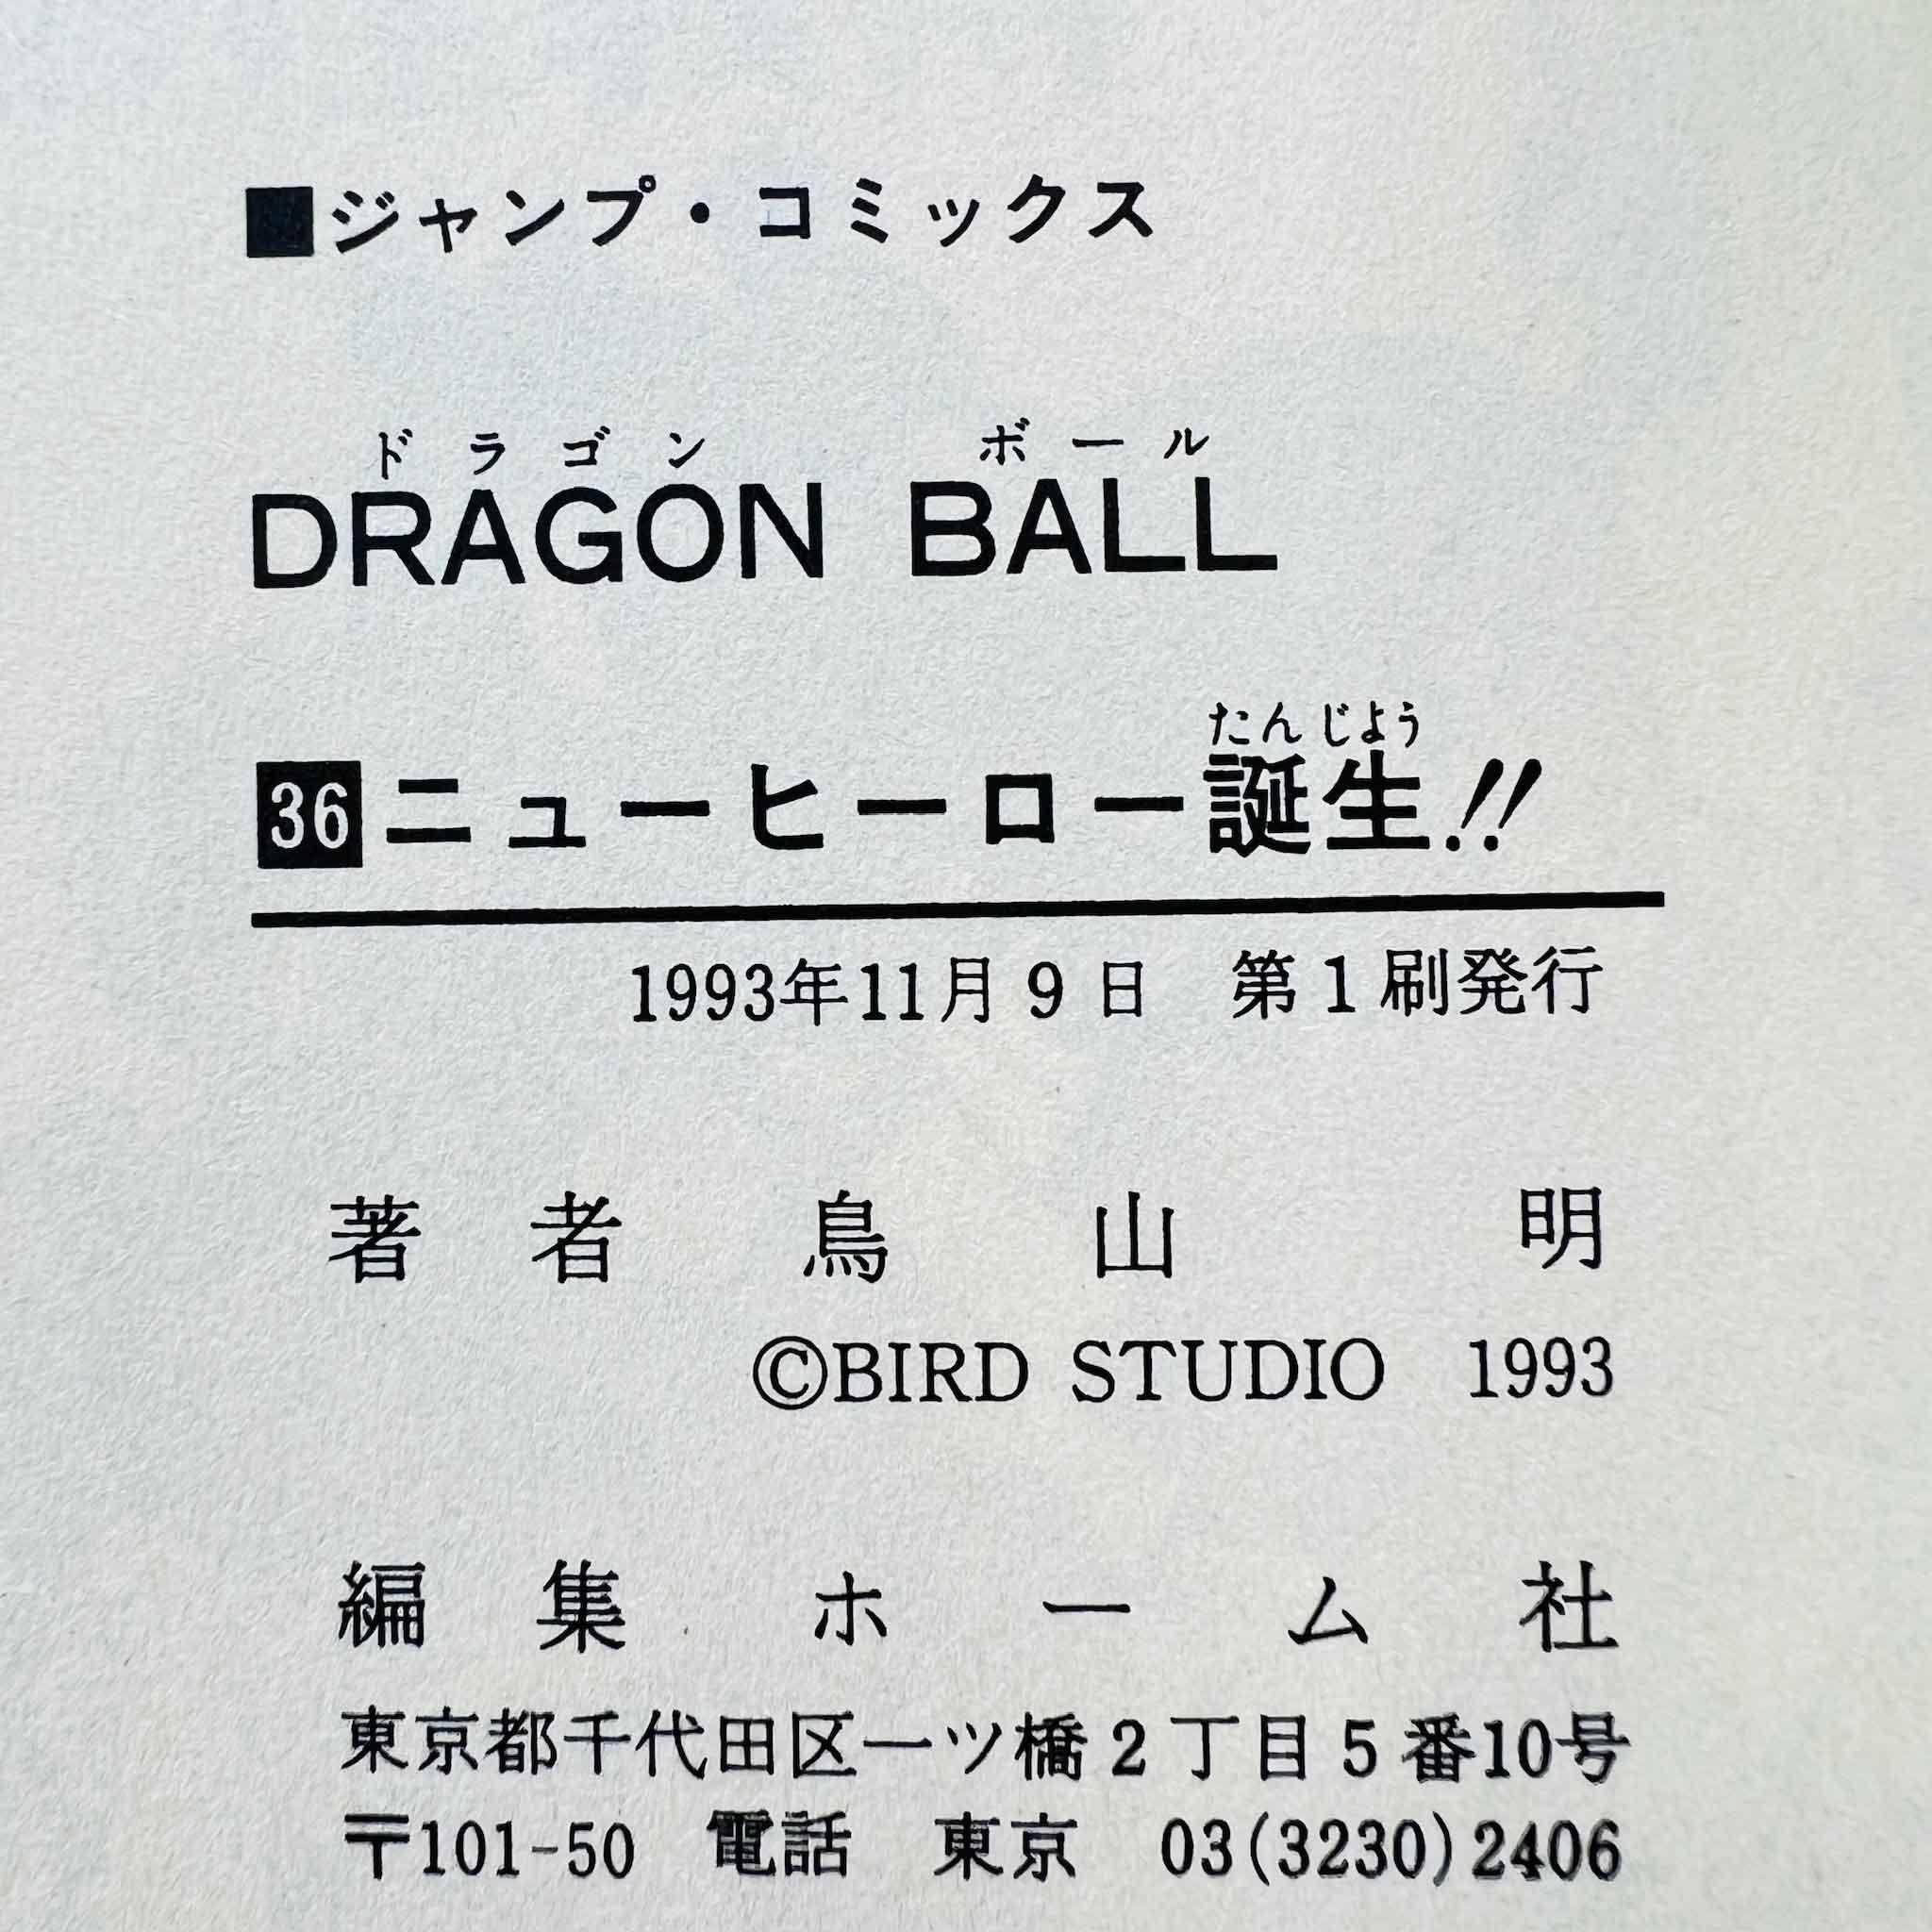 ■ジャンプ・コミックス
ドラゴン ボール
DRAGON BALL
たんじよう
36 ニューヒーロー誕生!!
1993年11月9日 第1刷発行
著者 鳥山明
©BIRD STUDIO 1993
編集 ホーム社
東京都千代田区一ツ橋2丁目5番10号
〒101-50 電話 東京 03(3230)2406